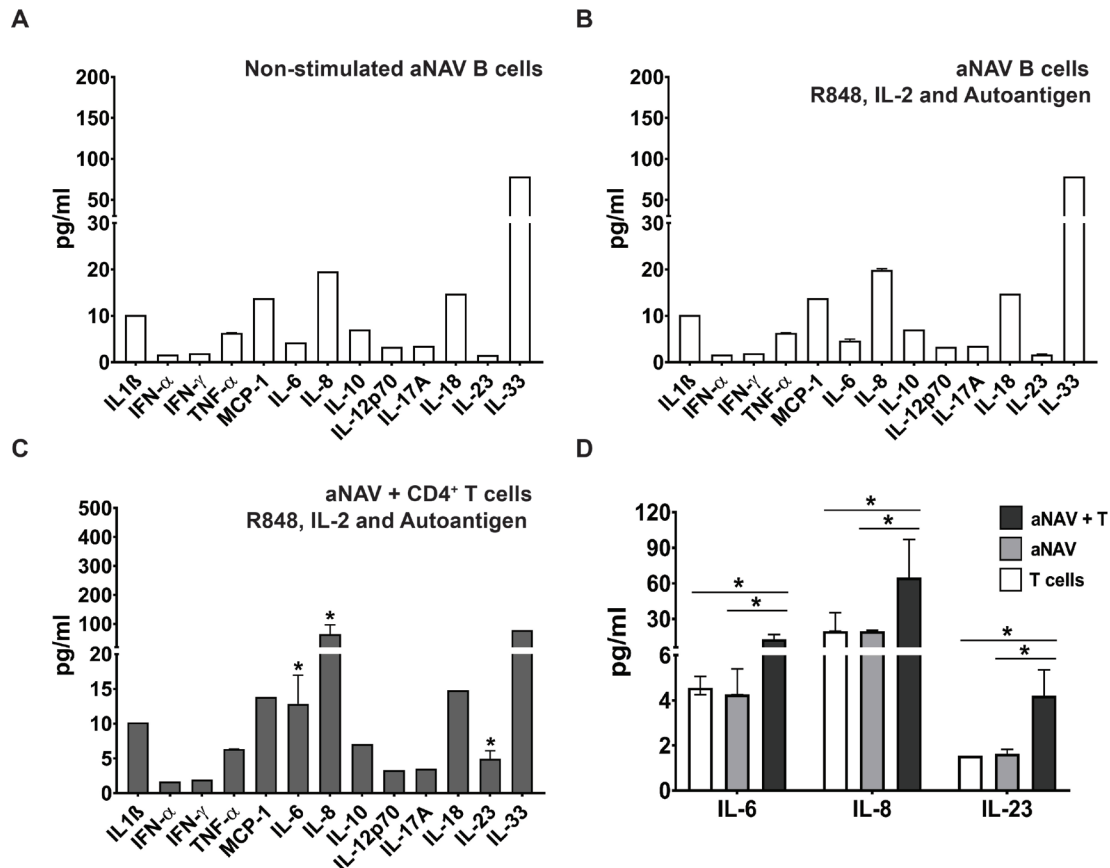 A
Non-stimulated aNAV B cells
pg/ml
200
150
100
50
30
20
10
0
IL1ß
IFN-α
IFN-γ
TNF-α
MCP-1
IL-6
IL-8
IL-10
IL-12p70
IL-17A
IL-18
IL-23
IL-33
B
aNAV B cells
R848, IL-2 and Autoantigen
pg/ml
200
150
100
50
30
20
10
0
IL1ß
IFN-α
IFN-γ
TNF-α
MCP-1
IL-6
IL-8
IL-10
IL-12p70
IL-17A
IL-18
IL-23
IL-33
C
aNAV + CD4⁺ T cells
R848, IL-2 and Autoantigen
pg/ml
500
400
300
200
100
20
15
10
5
0
*
*
*
IL1ß
IFN-α
IFN-γ
TNF-α
MCP-1
IL-6
IL-8
IL-10
IL-12p70
IL-17A
IL-18
IL-23
IL-33
D
aNAV + T
aNAV
T cells
pg/ml
120
90
60
30
6
4
2
0
*
*
*
*
*
*
IL-6
IL-8
IL-23